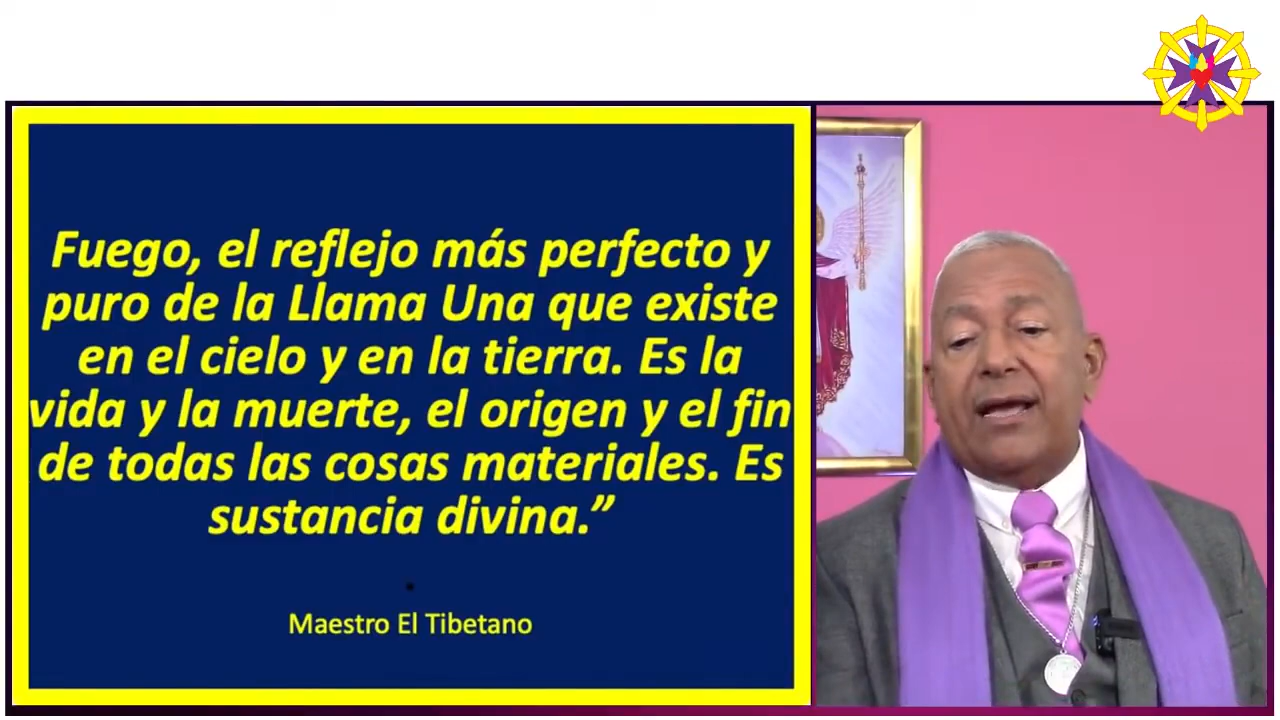 Fuego, el reflejo más perfecto y
puro de la Llama Una que existe
en el cielo y en la tierra. Es la
vida y la muerte, el origen y el fin
de todas las cosas materiales. Es
sustancia divina.”
.
Maestro El Tibetano